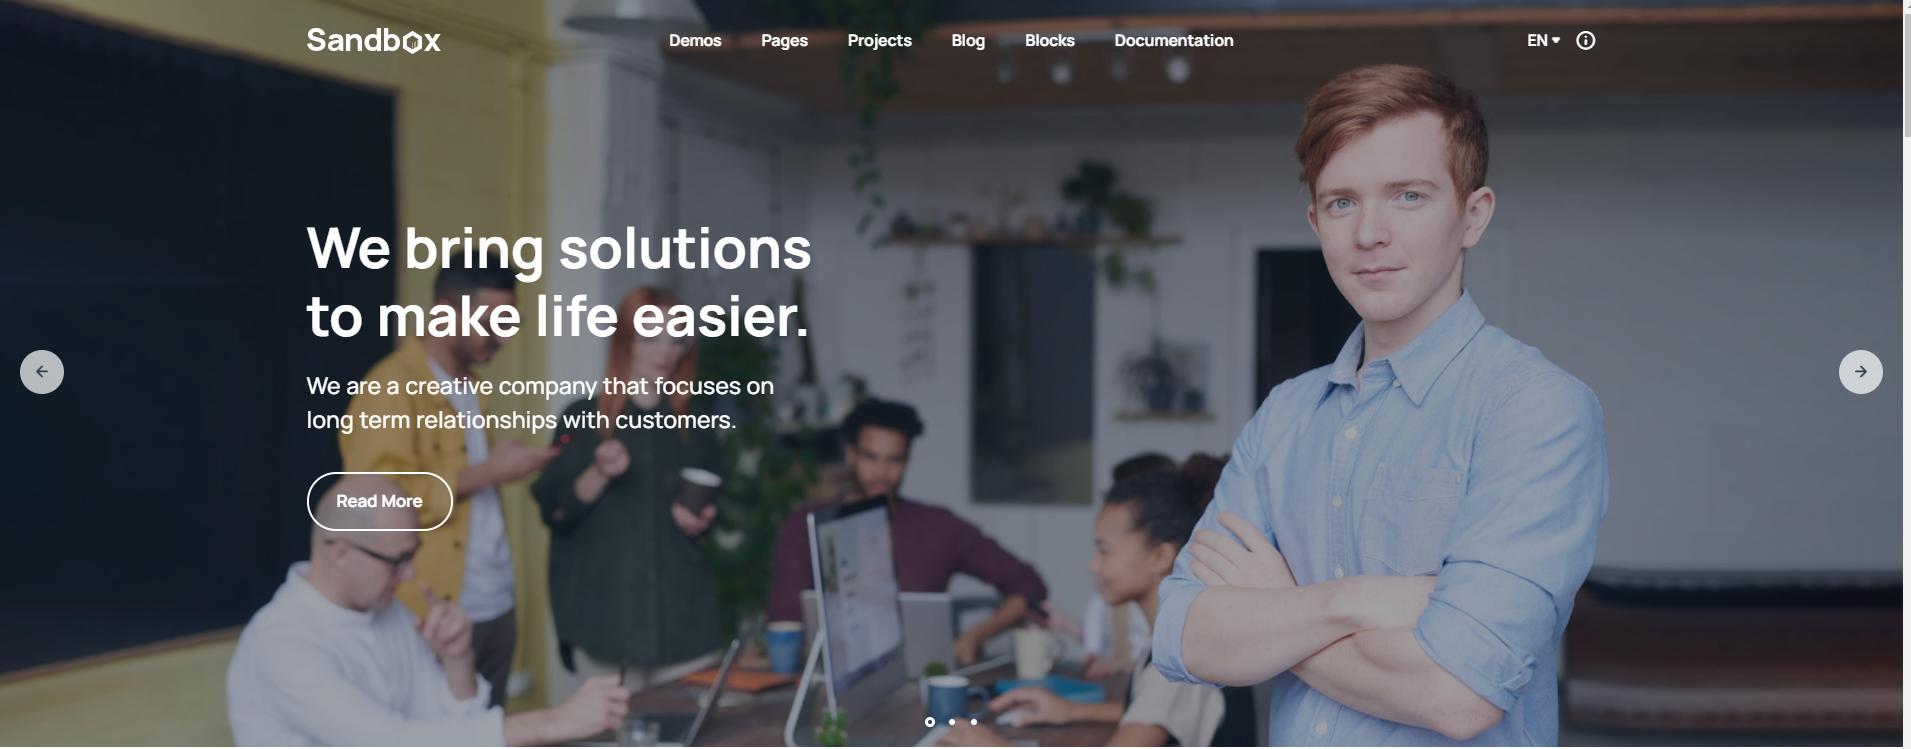 Sandbox
Demos Pages Projects Blog Blocks Documentation
EN
We bring solutions
to make life easier.
We are a creative company that focuses on
long term relationships with customers.
Read More